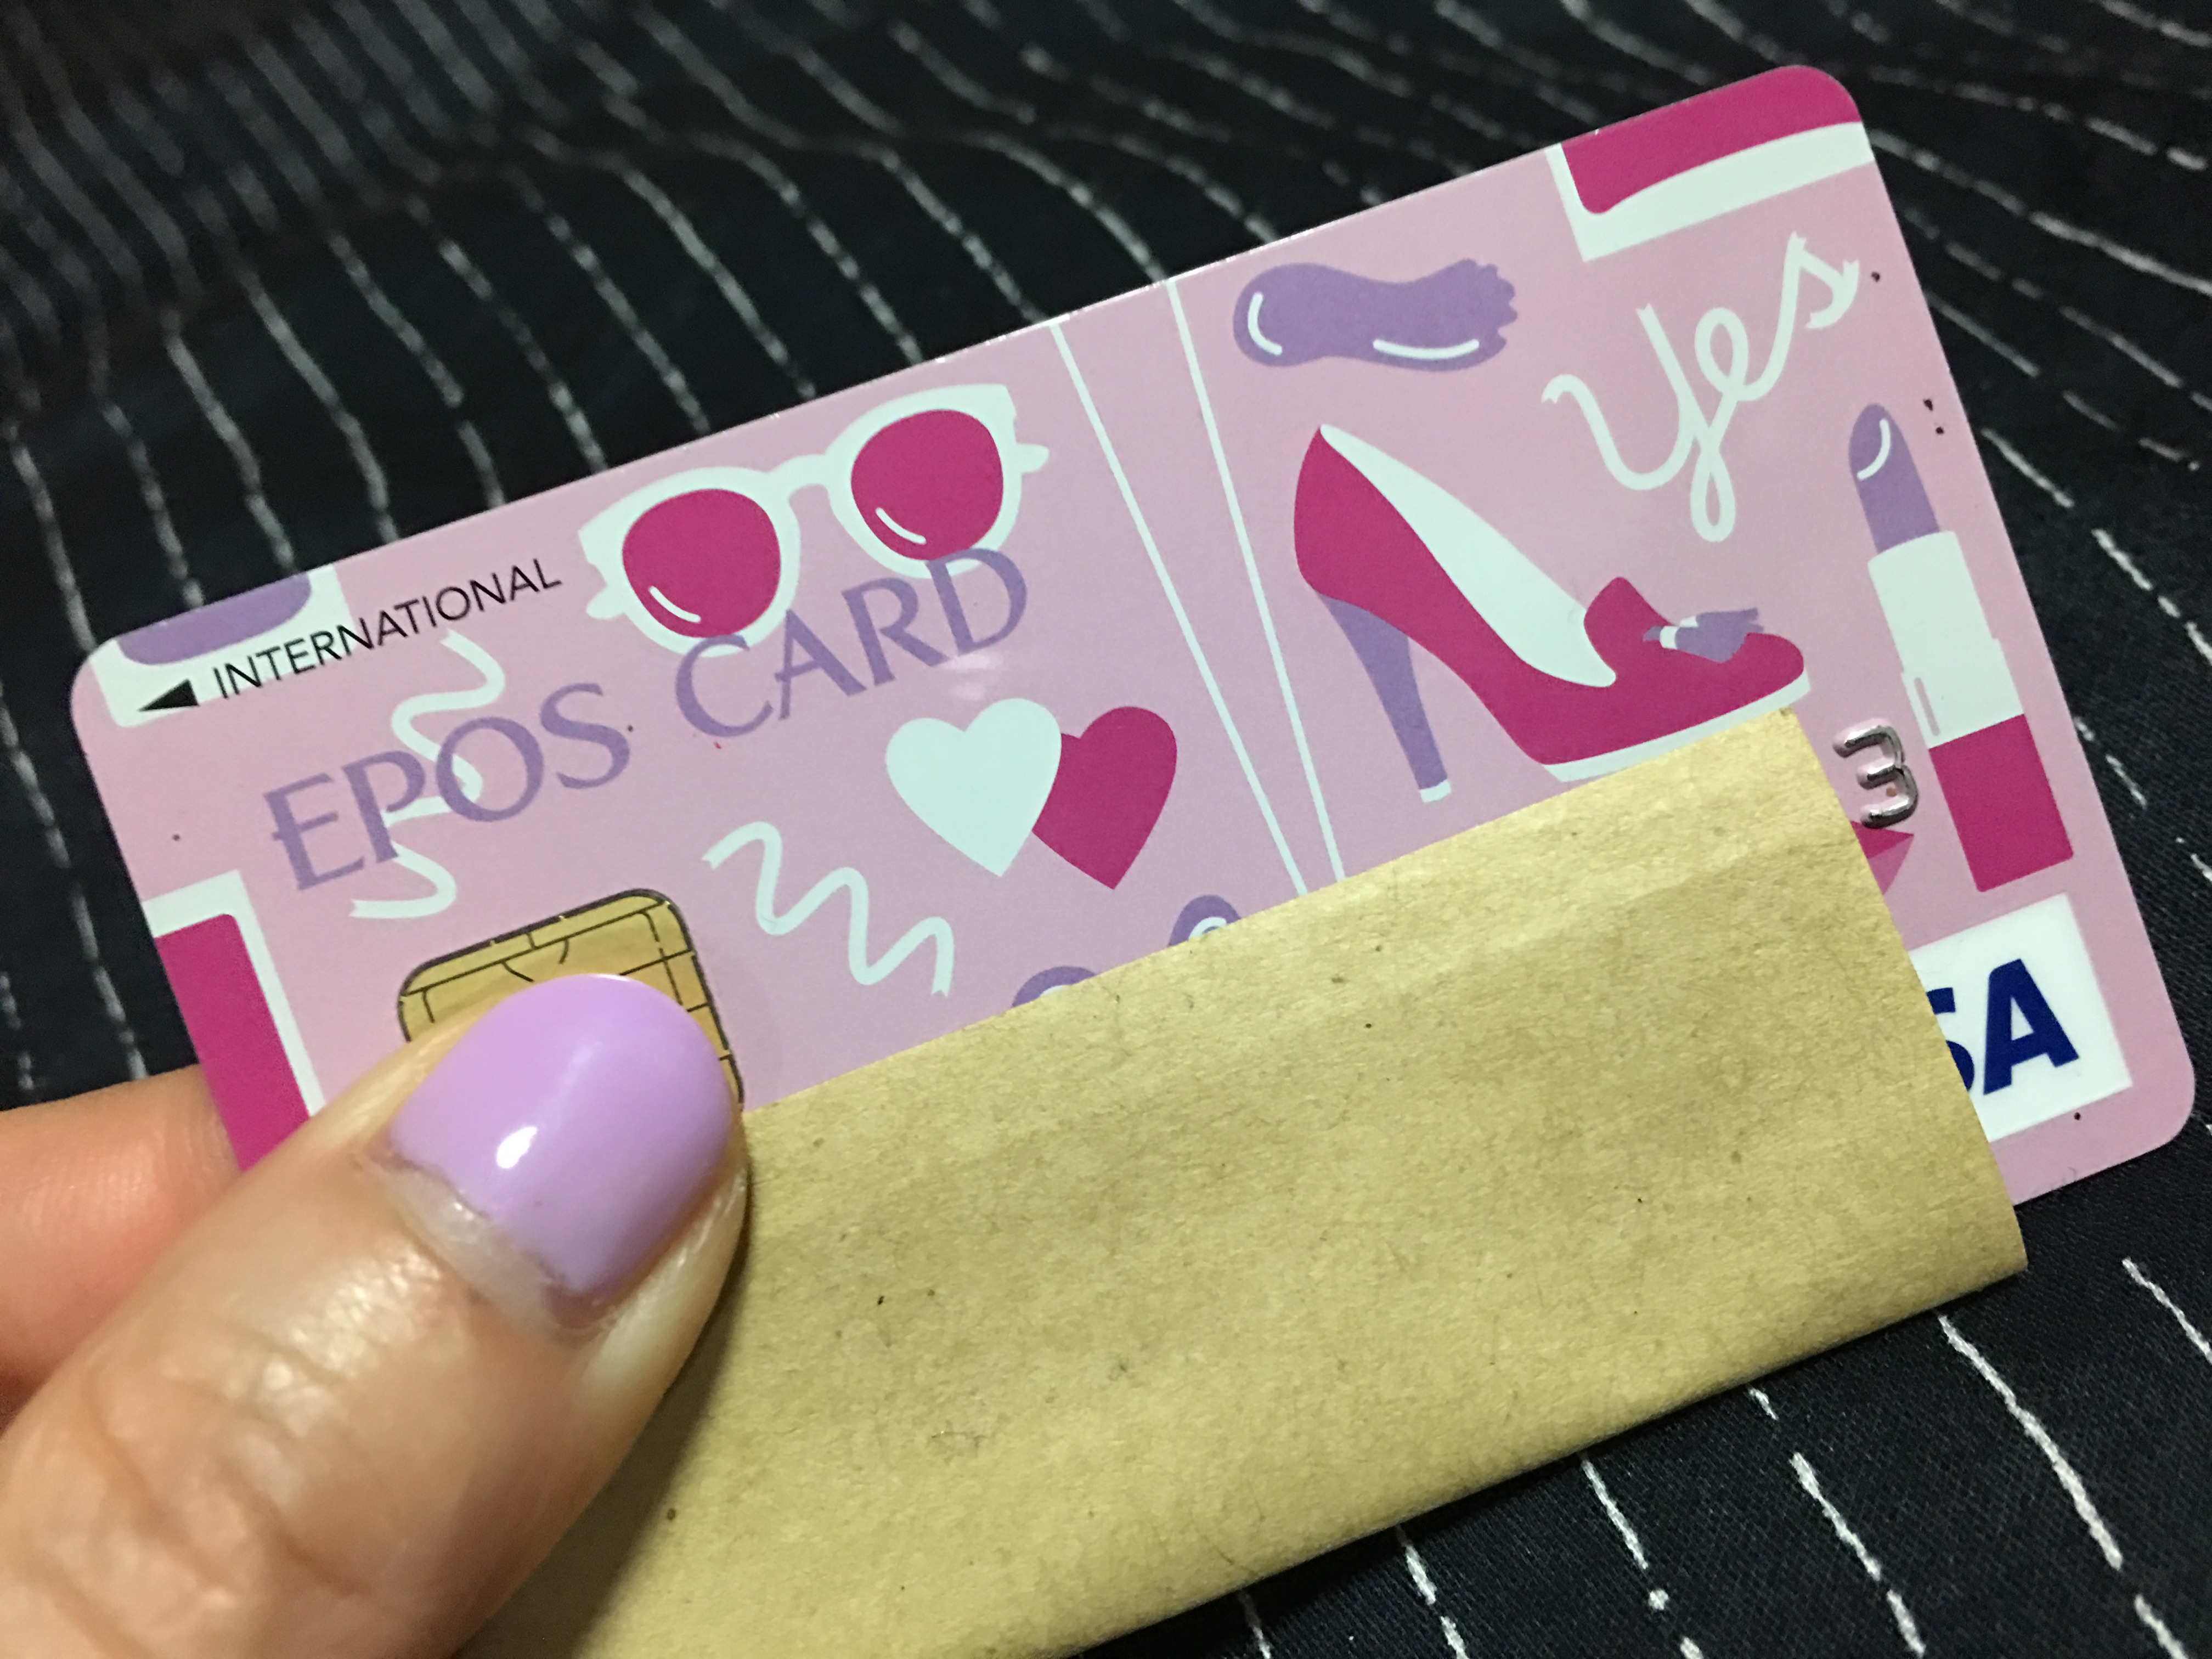 INTERNATIONAL
EPOS CARD
yes
3
SA